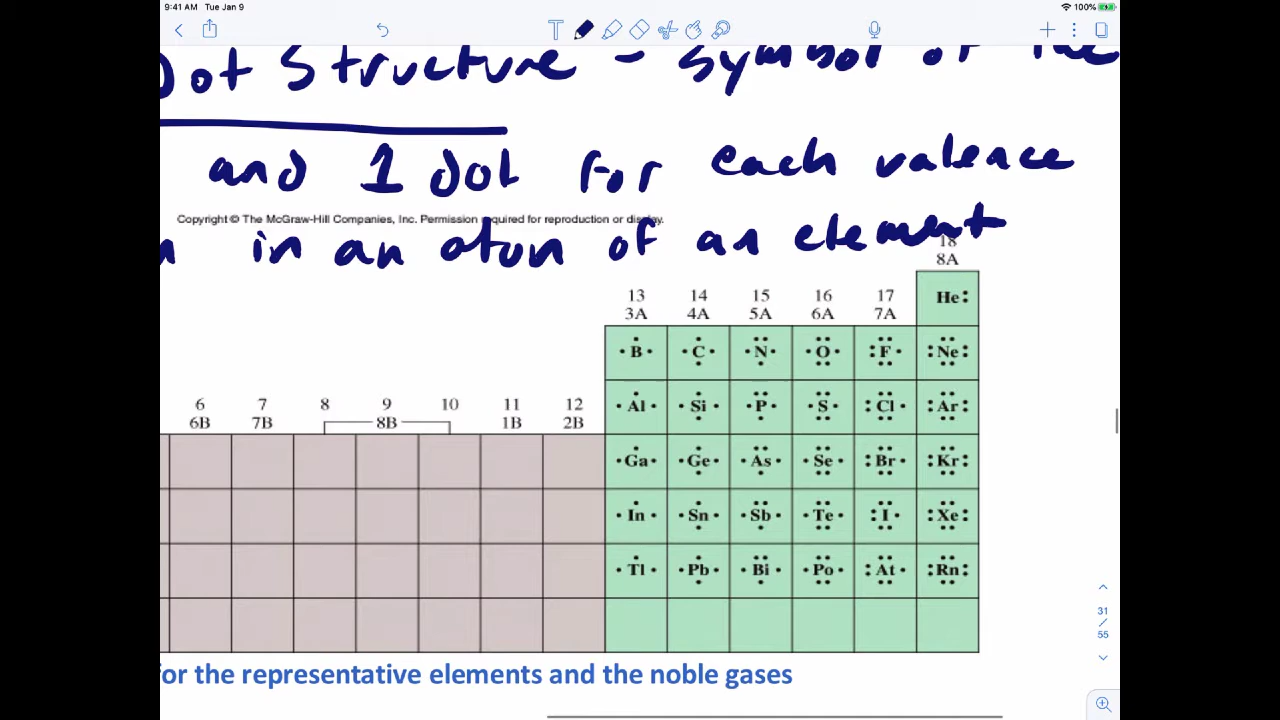 9:41 AM Tue Jan 9
100%
Dot Structure - symbol of the
and 1 dot for each valence
Copyright © The McGraw-Hill Companies, Inc. Permission required for reproduction or display.
n in an atom of an element
18
8A
13 14 15 16 17
3A 4A 5A 6A 7A
He
B C N O F Ne
6 7 8 9 10 11 12
6B 7B 8B 1B 2B
Al Si P S Cl Ar
Ga Ge As Se Br Kr
In Sn Sb Te I Xe
Tl Pb Bi Po At Rn
31
/
55
for the representative elements and the noble gases